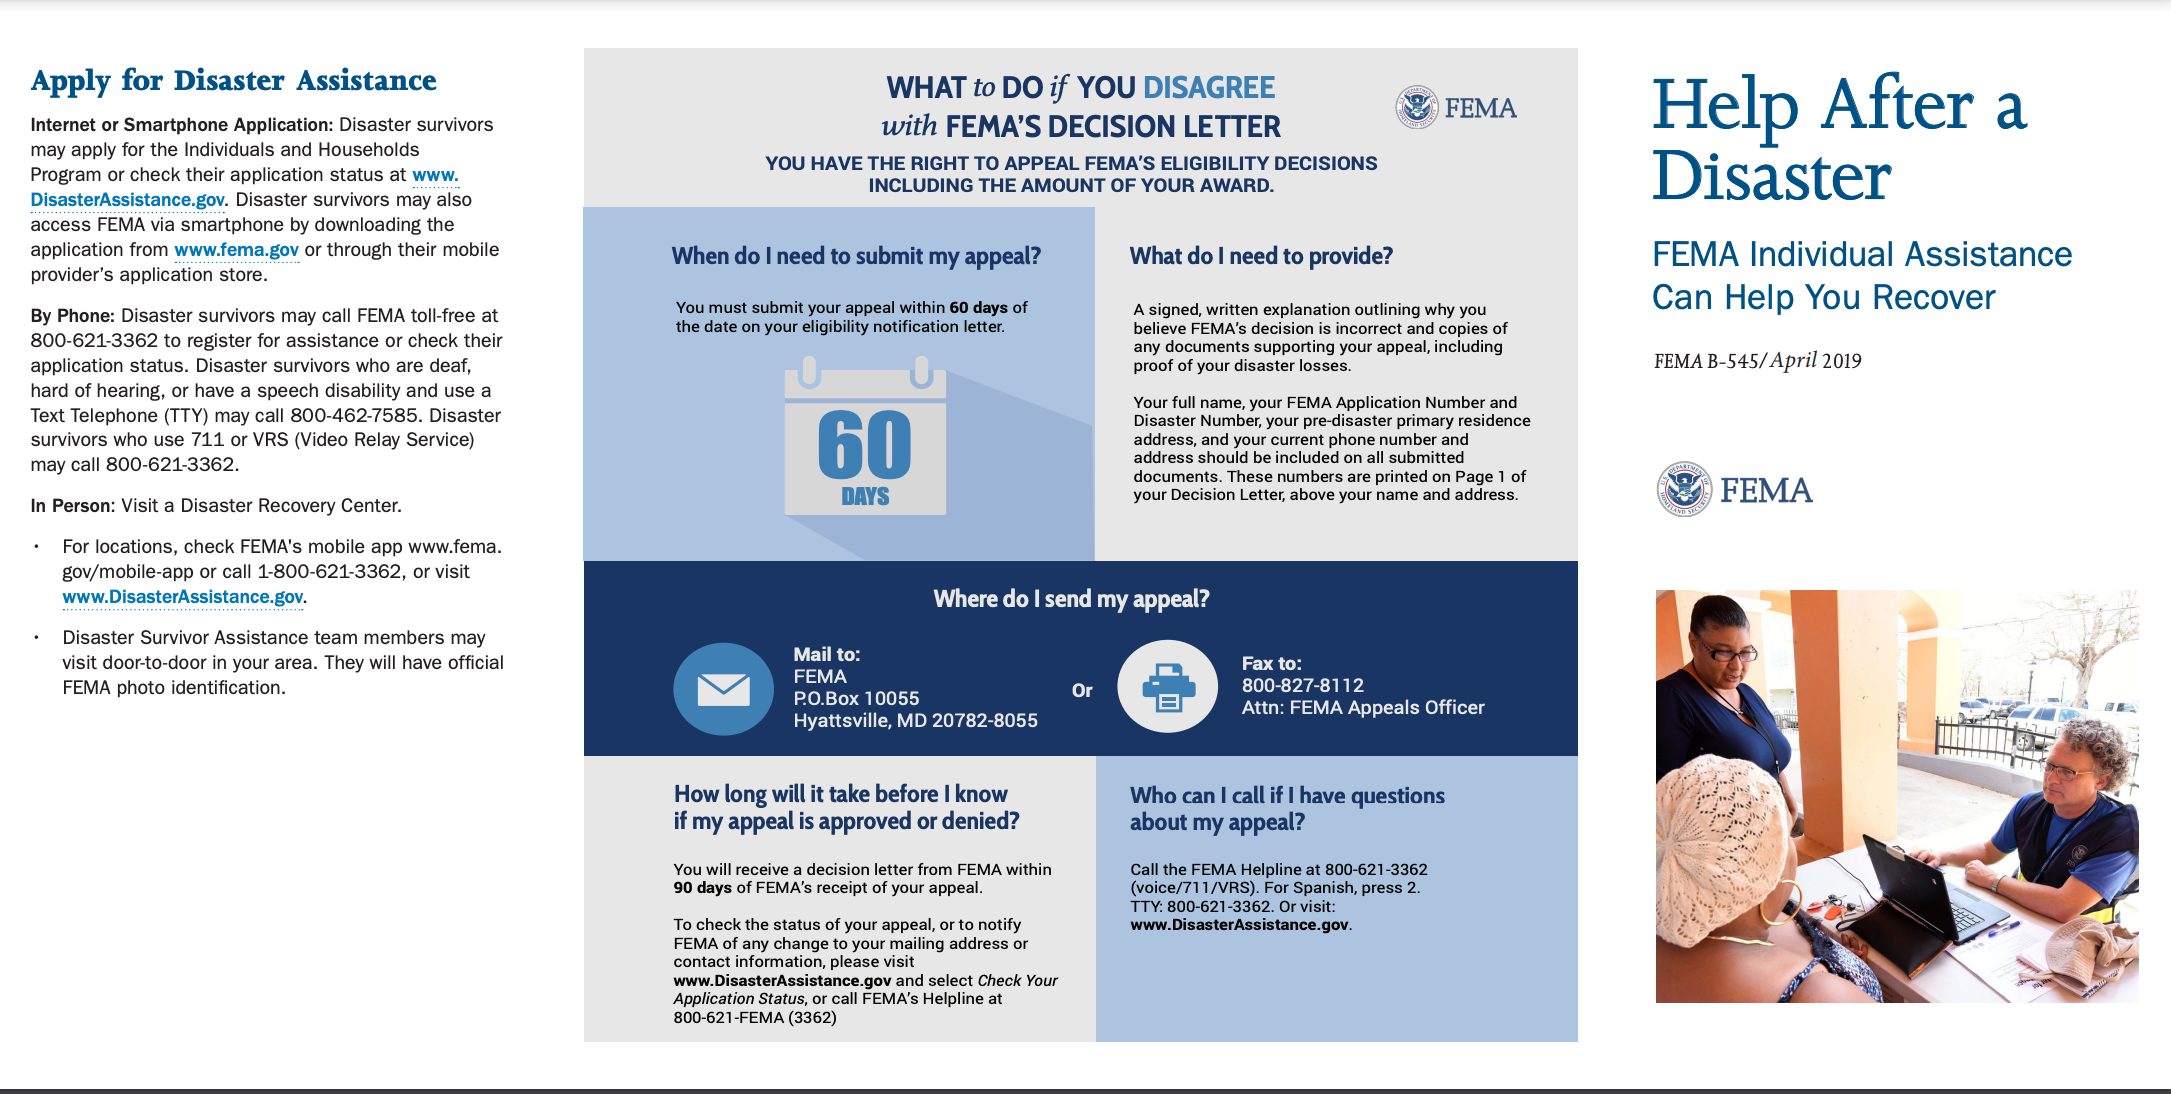 Apply for Disaster Assistance
Internet or Smartphone Application: Disaster survivors
may apply for the Individuals and Households
Program or check their application status at www.
DisasterAssistance.gov. Disaster survivors may also
access FEMA via smartphone by downloading the
application from www.fema.gov or through their mobile
provider's application store.
By Phone: Disaster survivors may call FEMA toll-free at
800-621-3362 to register for assistance or check their
application status. Disaster survivors who are deaf,
hard of hearing, or have a speech disability and use a
Text Telephone (TTY) may call 800-462-7585. Disaster
survivors who use 711 or VRS (Video Relay Service)
may call 800-621-3362.
In Person: Visit a Disaster Recovery Center.
· For locations, check FEMA's mobile app www.fema.
gov/mobile-app or call 1-800-621-3362, or visit
www.DisasterAssistance.gov.
· Disaster Survivor Assistance team members may
visit door-to-door in your area. They will have official
FEMA photo identification.
WHAT to DO if YOU DISAGREE
with FEMA'S DECISION LETTER
FEMA
YOU HAVE THE RIGHT TO APPEAL FEMA'S ELIGIBILITY DECISIONS
INCLUDING THE AMOUNT OF YOUR AWARD.
When do I need to submit my appeal?
You must submit your appeal within 60 days of
the date on your eligibility notification letter.
60
DAYS
What do I need to provide?
A signed, written explanation outlining why you
believe FEMA's decision is incorrect and copies of
any documents supporting your appeal, including
proof of your disaster losses.
Your full name, your FEMA Application Number and
Disaster Number, your pre-disaster primary residence
address, and your current phone number and
address should be included on all submitted
documents. These numbers are printed on Page 1 of
your Decision Letter, above your name and address.
Where do I send my appeal?
Mail to:
FEMA
P.O.Box 10055
Hyattsville, MD 20782-8055
Or
Fax to:
800-827-8112
Attn: FEMA Appeals Officer
How long will it take before I know
if my appeal is approved or denied?
You will receive a decision letter from FEMA within
90 days of FEMA's receipt of your appeal.
To check the status of your appeal, or to notify
FEMA of any change to your mailing address or
contact information, please visit
www.DisasterAssistance.gov and select Check Your
Application Status, or call FEMA's Helpline at
800-621-FEMA (3362)
Who can I call if I have questions
about my appeal?
Call the FEMA Helpline at 800-621-3362
(voice/711/VRS). For Spanish, press 2.
TTY: 800-621-3362. Or visit:
www.DisasterAssistance.gov.
Help After a
Disaster
FEMA Individual Assistance
Can Help You Recover
FEMA B-545/ April 2019
FEMA